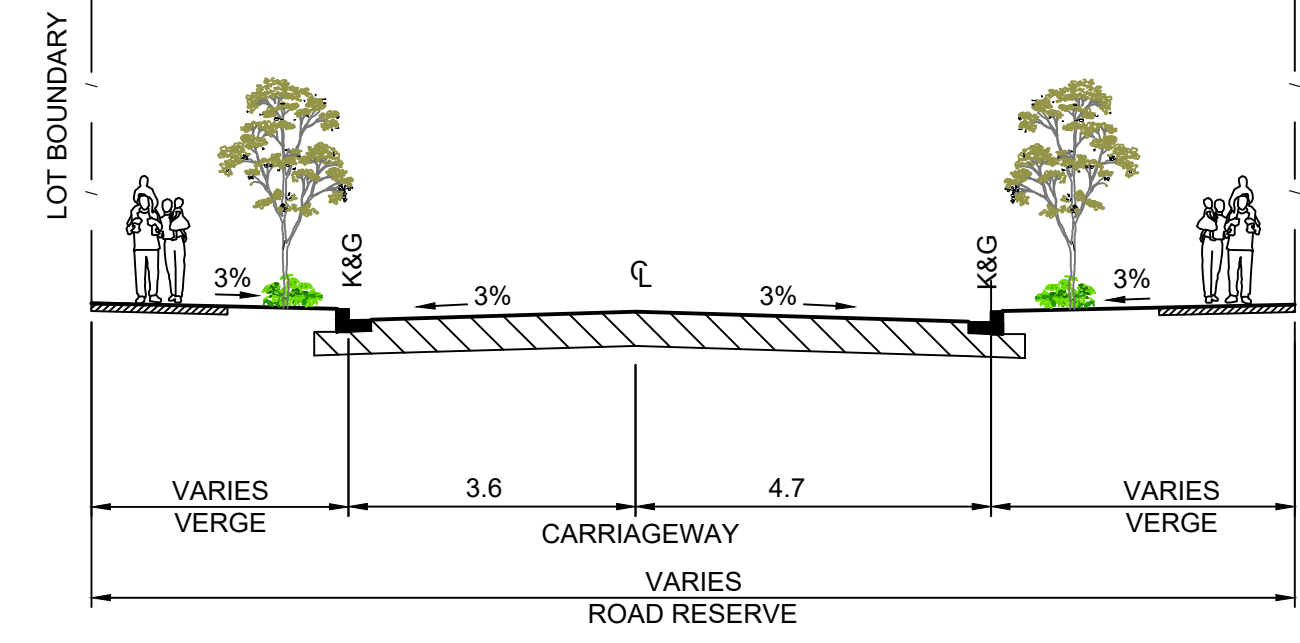 LOT BOUNDARY
K&G
K&G
3%
3%
℄
3%
3%
VARIES
3.6
4.7
VARIES
VERGE
CARRIAGEWAY
VERGE
VARIES
ROAD RESERVE